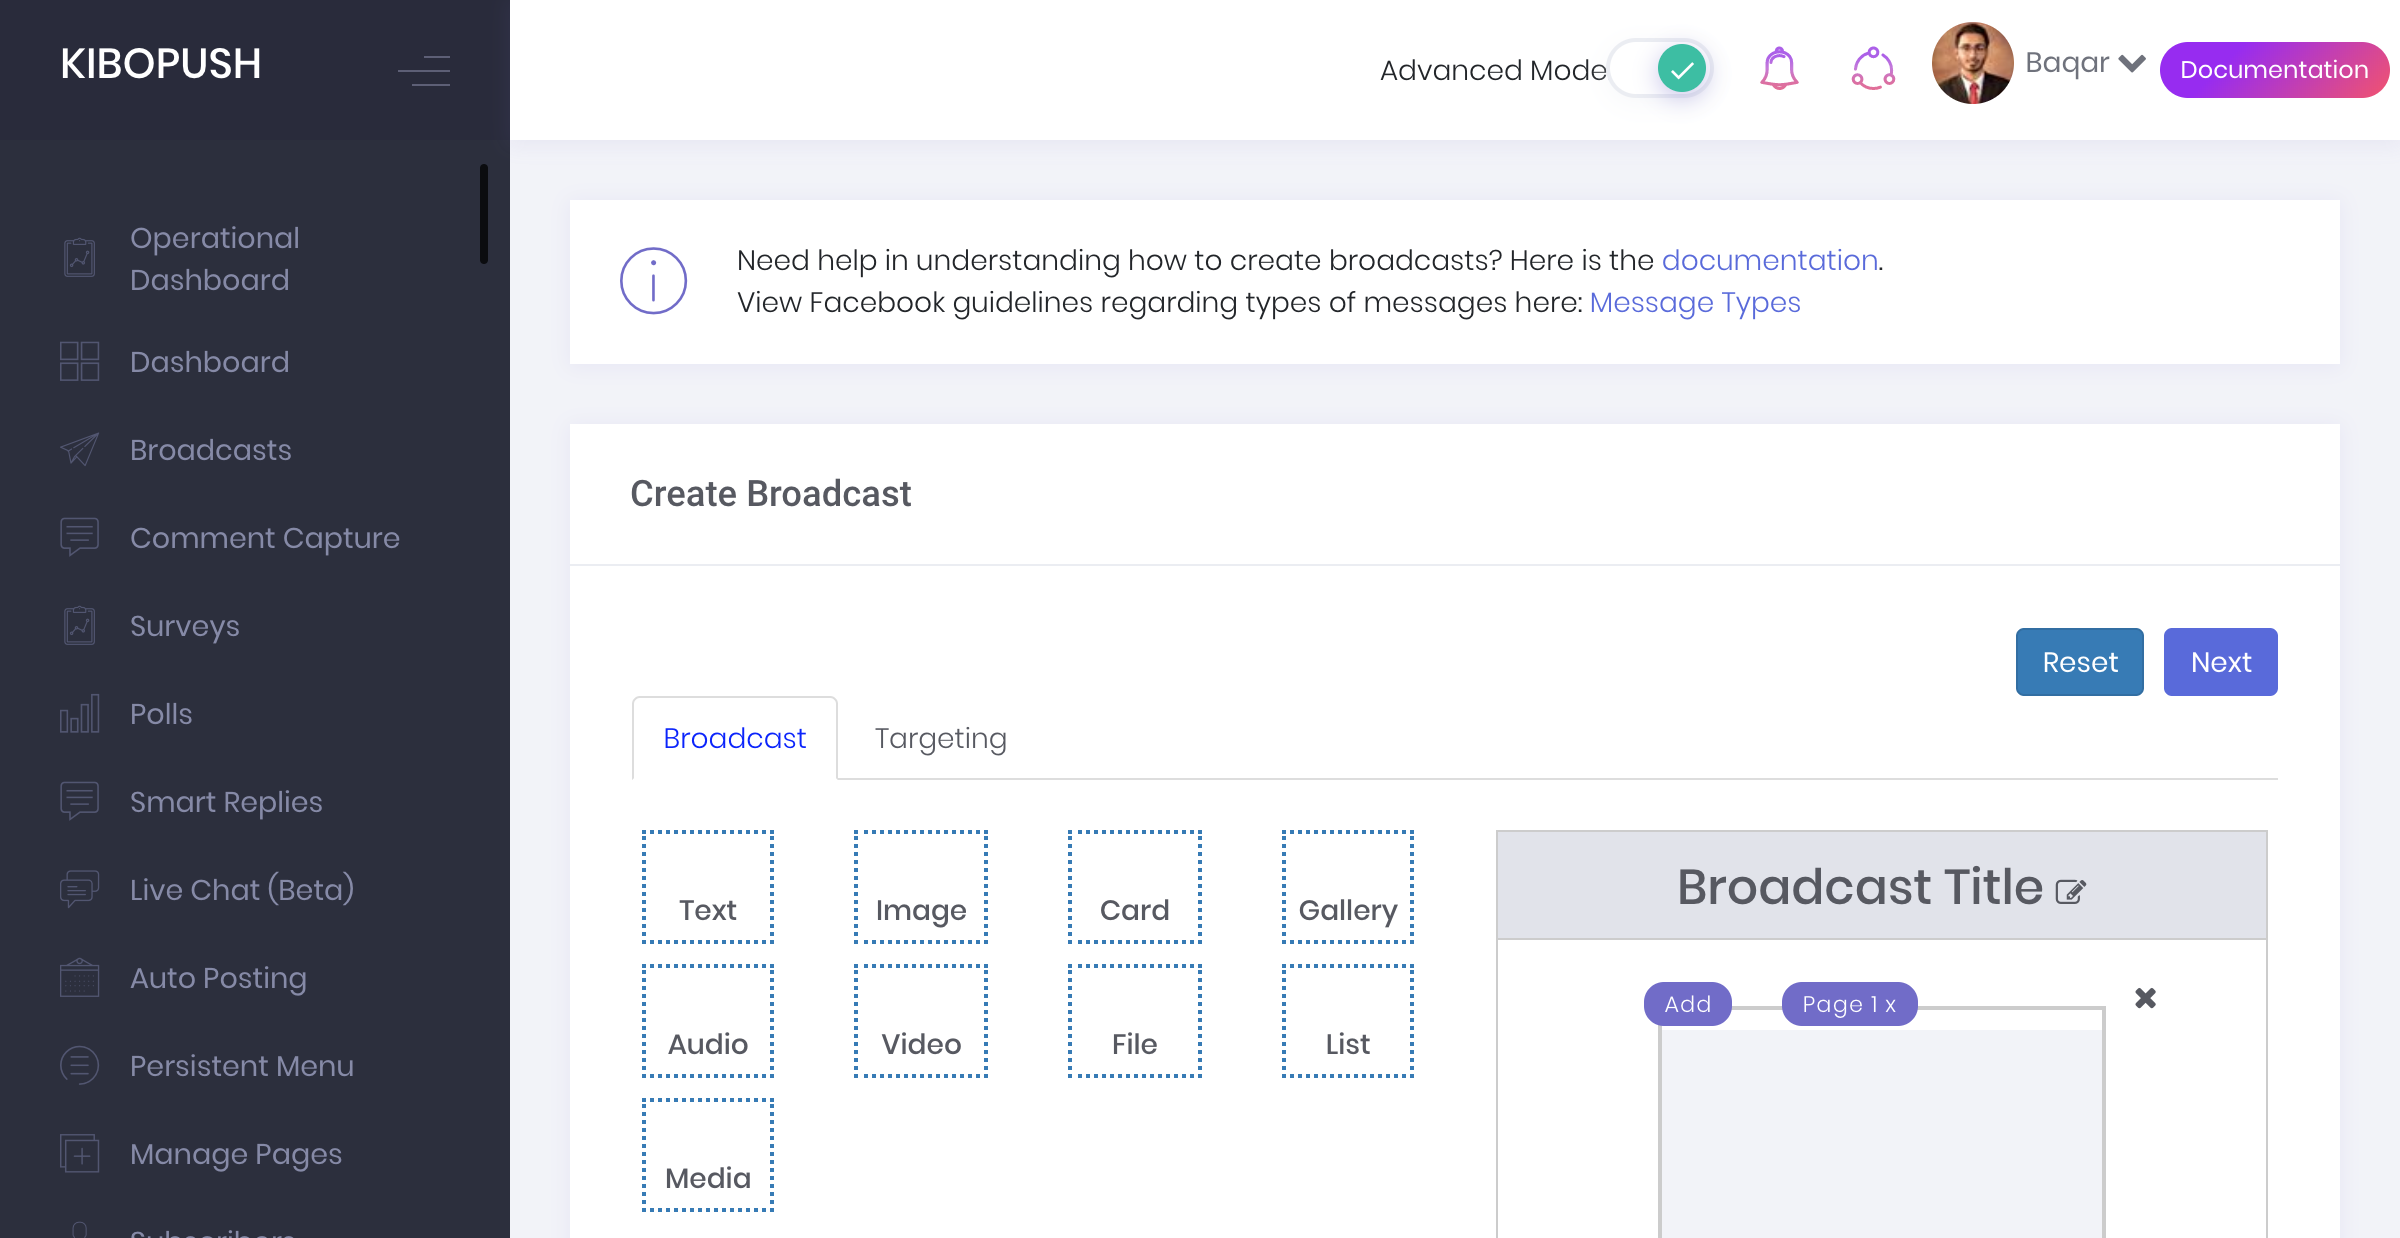 KIBOPUSH
Advanced Mode
Baqar
Documentation
Operational
Dashboard
Dashboard
Broadcasts
Comment Capture
Surveys
Polls
Smart Replies
Live Chat (Beta)
Auto Posting
Persistent Menu
Manage Pages
Subscribers
Need help in understanding how to create broadcasts? Here is the documentation.
View Facebook guidelines regarding types of messages here: Message Types
Create Broadcast
Reset Next
Broadcast Targeting
Text Image Card Gallery
Audio Video File List
Media
Broadcast Title
Add Page 1 x